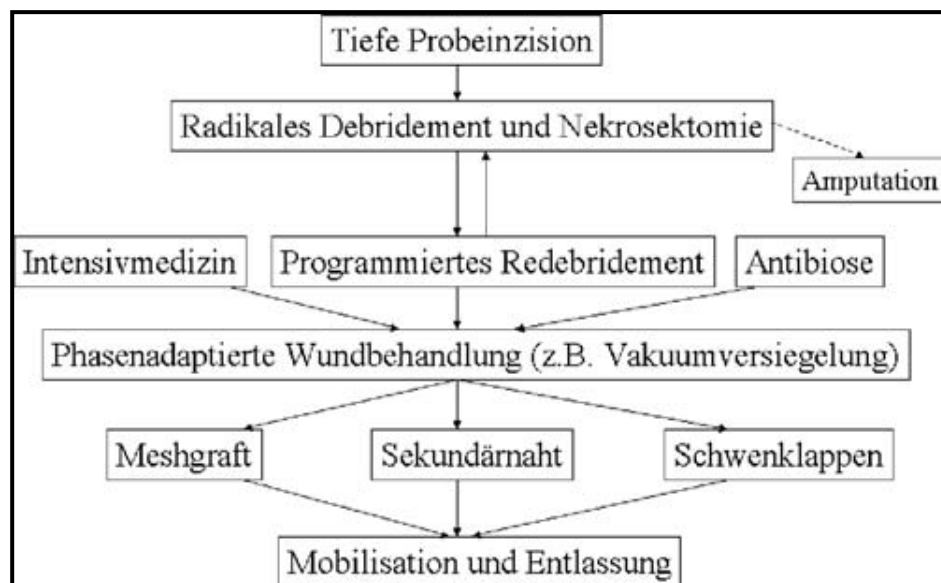 Tiefe Probeinzision
Radikales Debridement und Nekrosektomie
Amputation
Intensivmedizin
Programmiertes Redebridement
Antibiose
Phasenadaptierte Wundbehandlung (z.B. Vakuumversiegelung)
Meshgraft
Sekundärnaht
Schwenklappen
Mobilisation und Entlassung